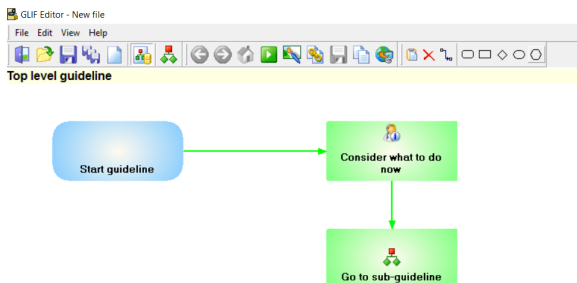 GLIF Editor - New file
File Edit View Help
Top level guideline
Start guideline
Consider what to do
now
Go to sub-guideline